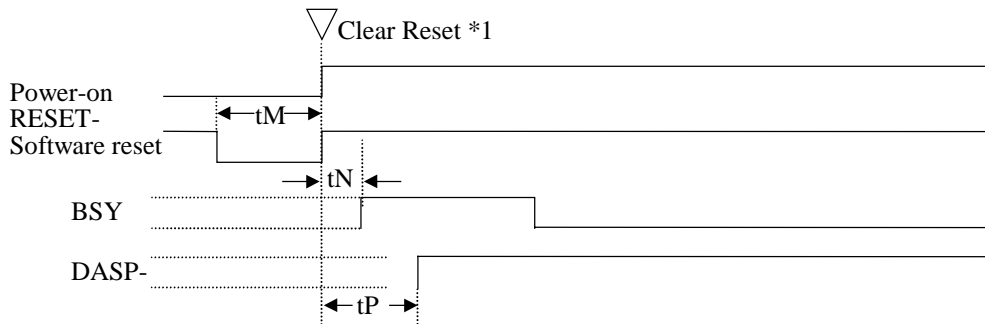 Clear Reset *1
Power-on
RESET-
Software reset
tM
tN
BSY
DASP-
tP